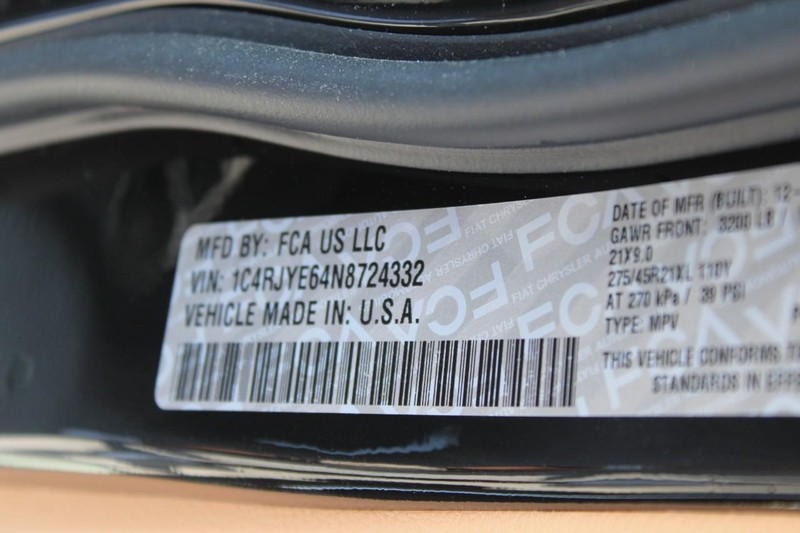 MFD BY: FCA US LLC
VIN: 1C4RJYE64N8724332
VEHICLE MADE IN: U.S.A.
DATE OF MFR (BUILT): 12-
GAWR FRONT: 3200 LB
21X9.0
275/45R21XL 110Y
AT 270 kPa / 39 PSI
TYPE: MPV
THIS VEHICLE CONFORMS
STANDARDS IN